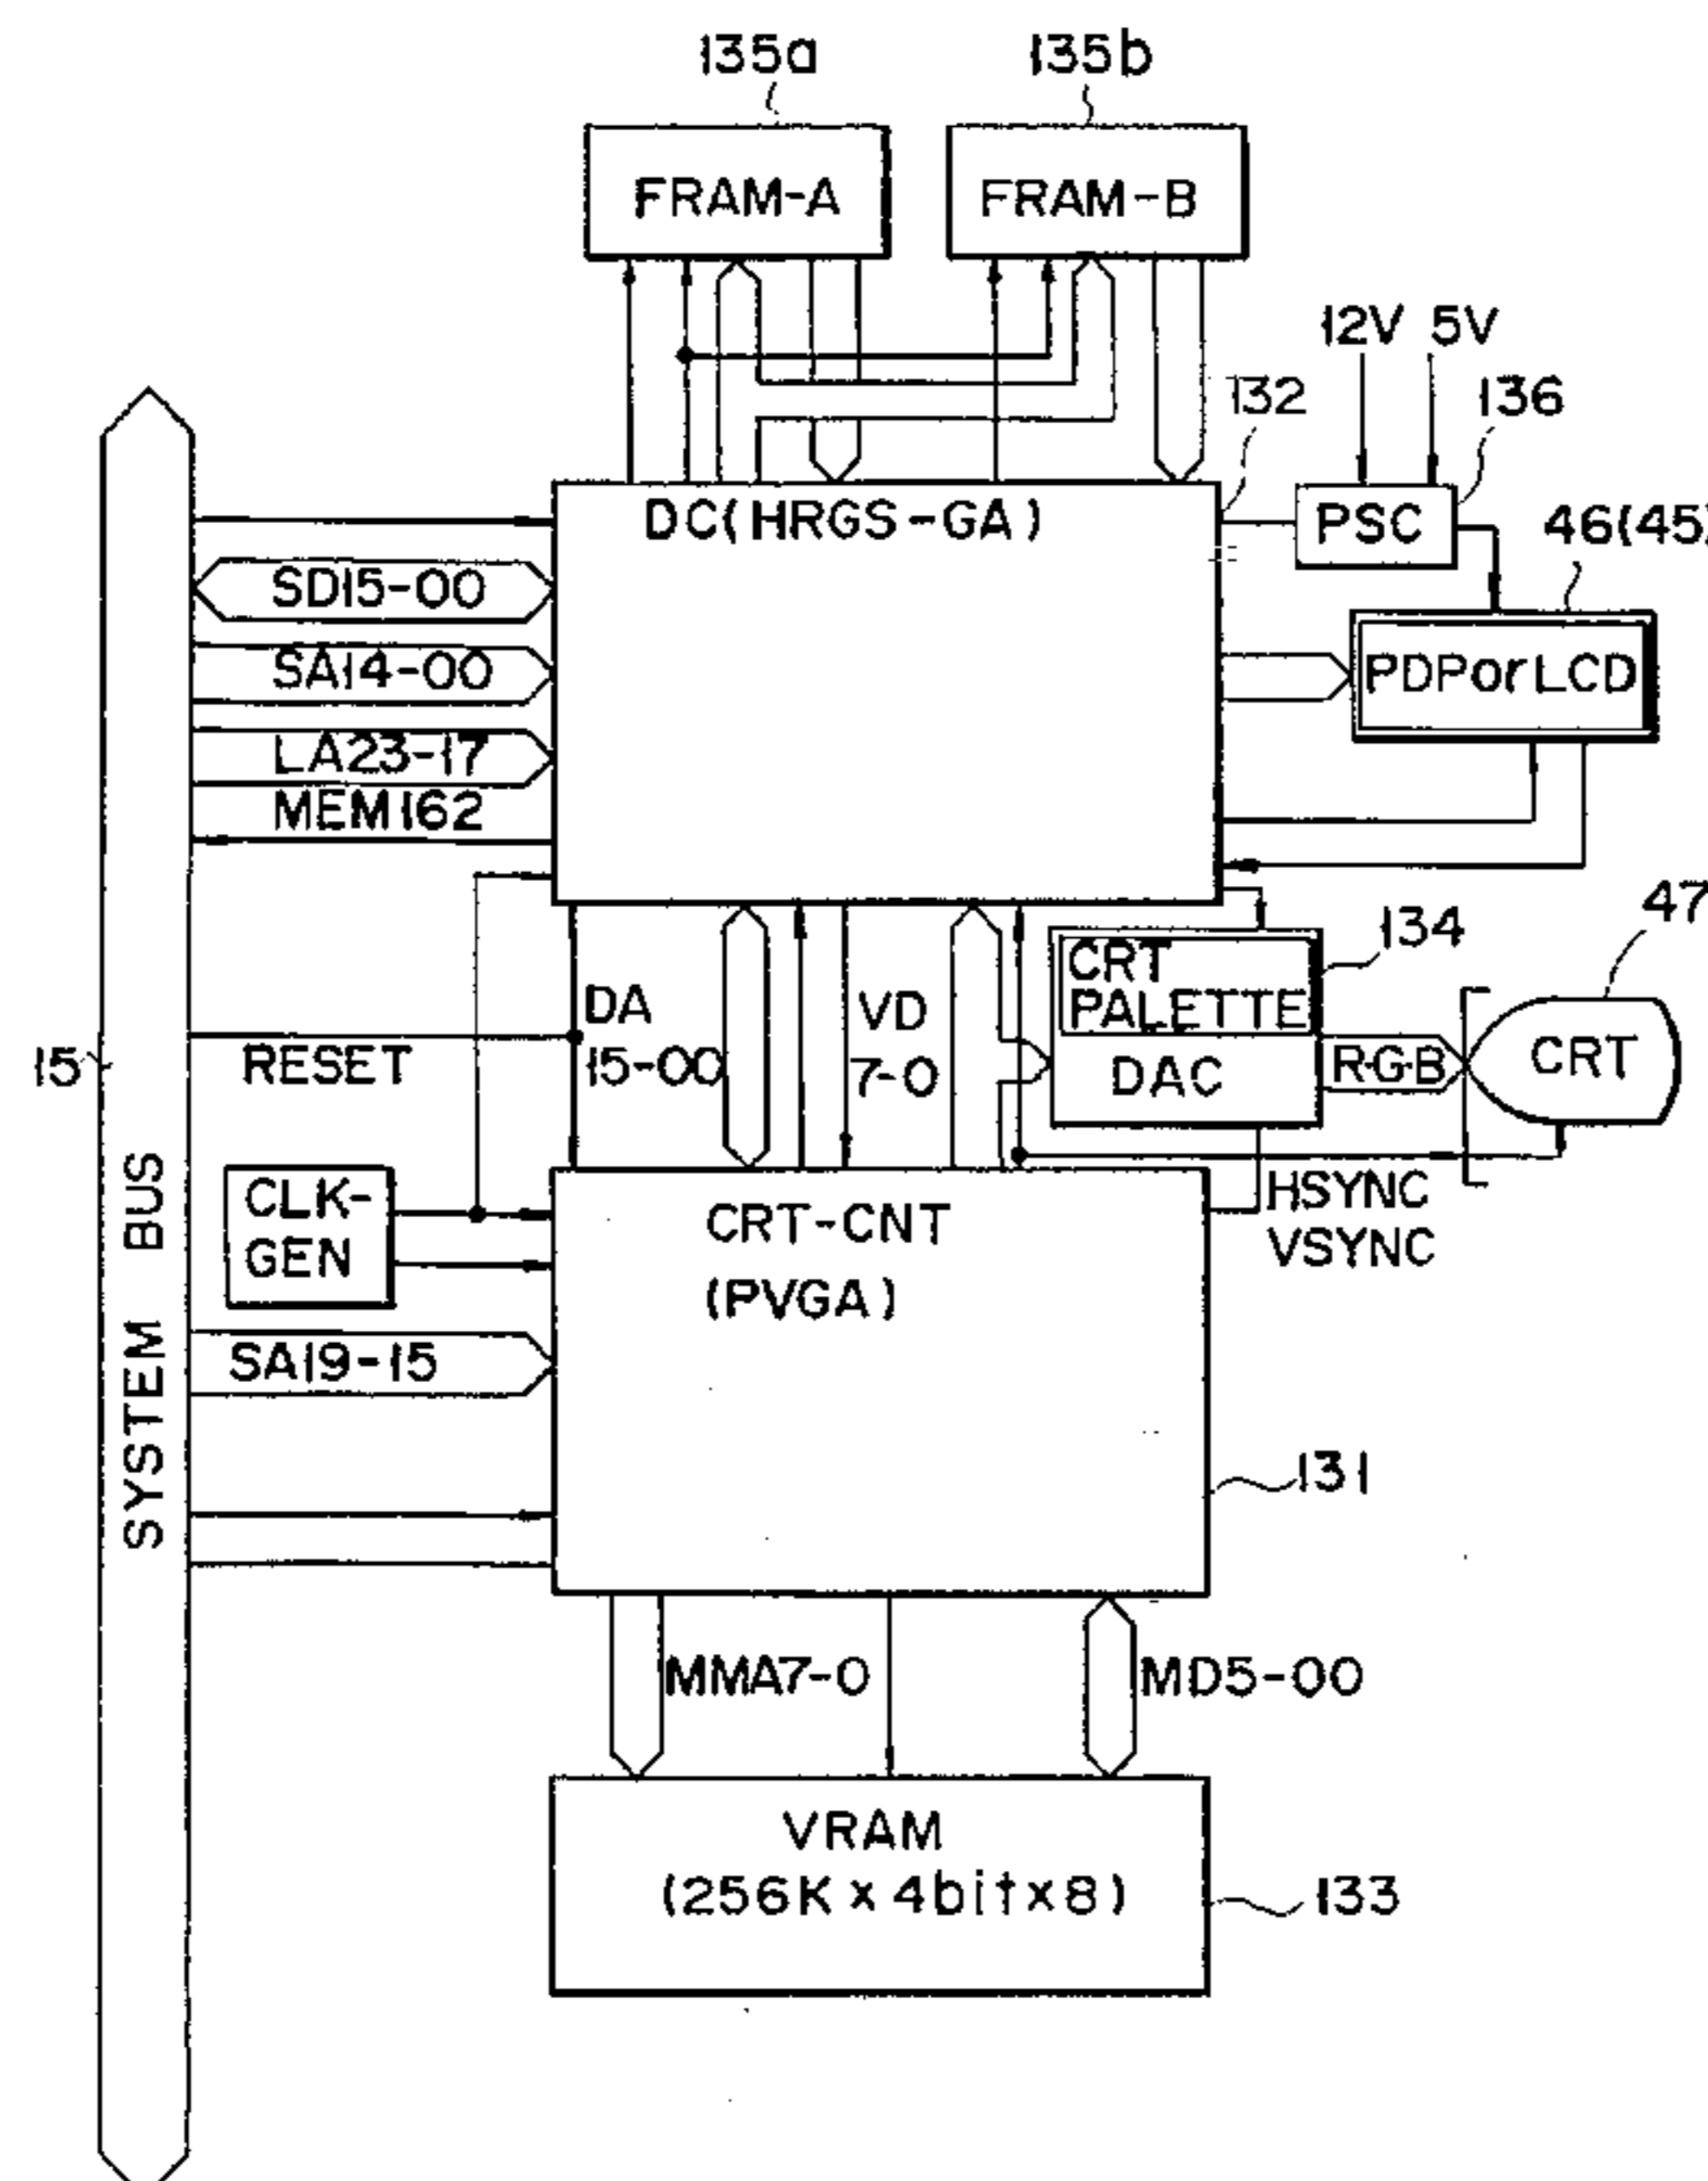 135a
135b
FRAM-A
FRAM-B
12V 5V
132
136
DC(HRGS-GA)
PSC
46(45)
SD15-00
SA14-00
PDPorLCD
LA23-17
MEM162
47
134
CRT
PALETTE
DAC
DA
15-00
VD
7-0
R·G·B
CRT
15
RESET
SYSTEM BUS
CLK-
GEN
CRT-CNT
(PVGA)
HSYNC
VSYNC
SA19-15
131
MMA7-0
MD5-00
VRAM
(256K x 4bitx8)
133